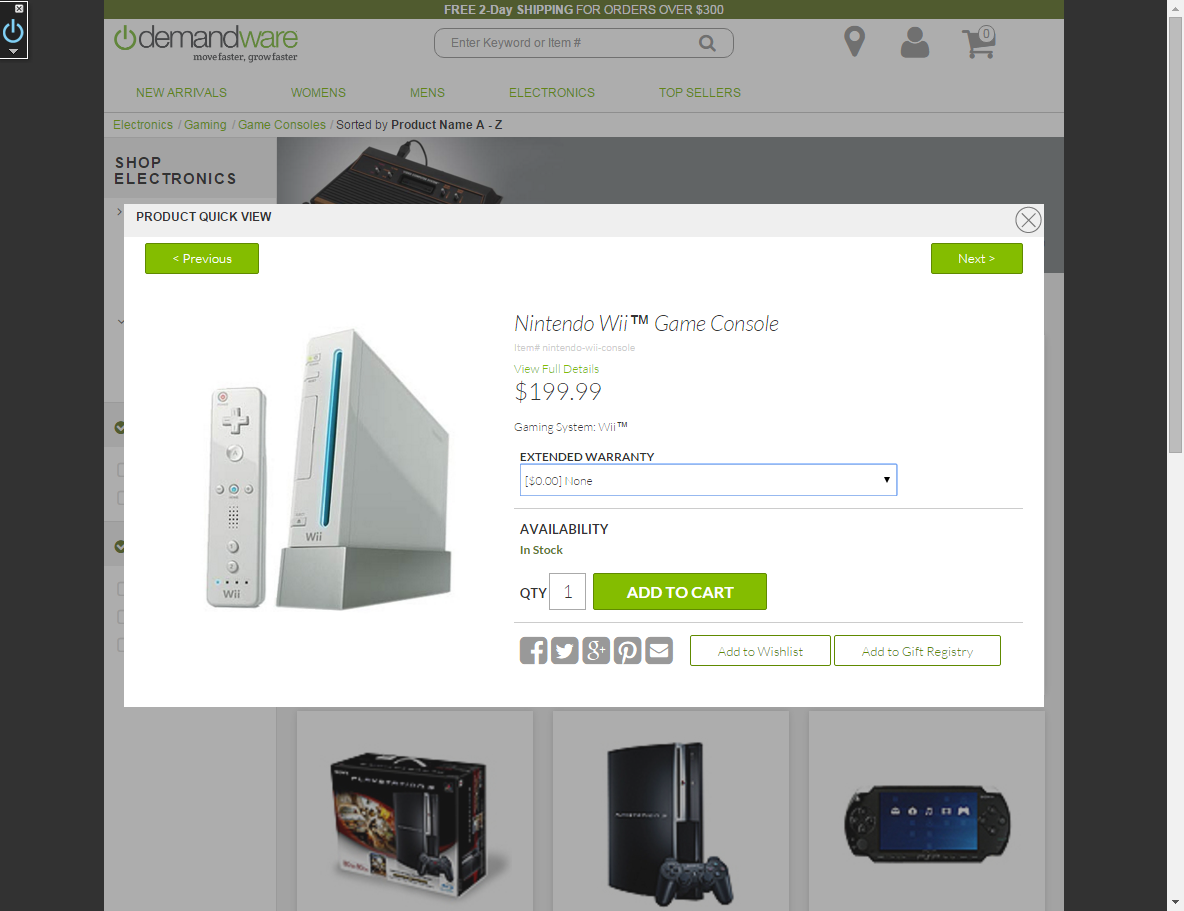 FREE 2-Day SHIPPING FOR ORDERS OVER $300
demandware
move faster, grow faster
Enter Keyword or Item #
0
NEW ARRIVALS WOMENS MENS ELECTRONICS TOP SELLERS
Electronics / Gaming / Game Consoles / Sorted by Product Name A - Z
SHOP
ELECTRONICS
PRODUCT QUICK VIEW
< Previous
Next >
Nintendo Wii™ Game Console
Item# nintendo-wii-console
View Full Details
$199.99
Gaming System: Wii™
EXTENDED WARRANTY
[$0.00] None
AVAILABILITY
In Stock
QTY 1 ADD TO CART
Add to Wishlist
Add to Gift Registry
Wii
Wii
PLAYSTATION 3